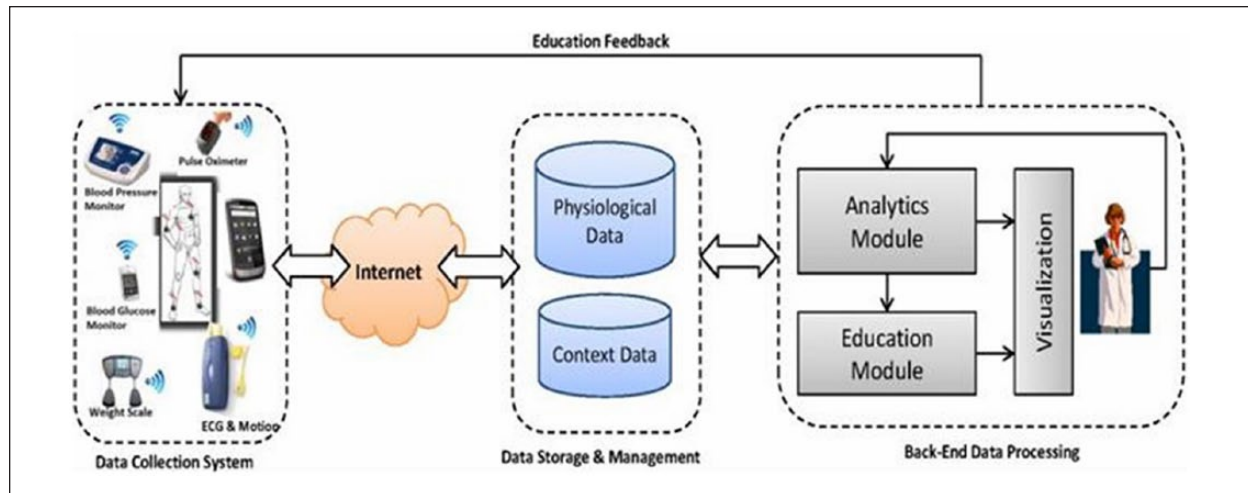 Education Feedback
Pulse Oximeter
Blood Pressure
Monitor
Blood Glucose
Monitor
Weight Scale
ECG & Motion
Data Collection System
Internet
Physiological
Data
Context Data
Data Storage & Management
Analytics
Module
Education
Module
Visualization
Back-End Data Processing